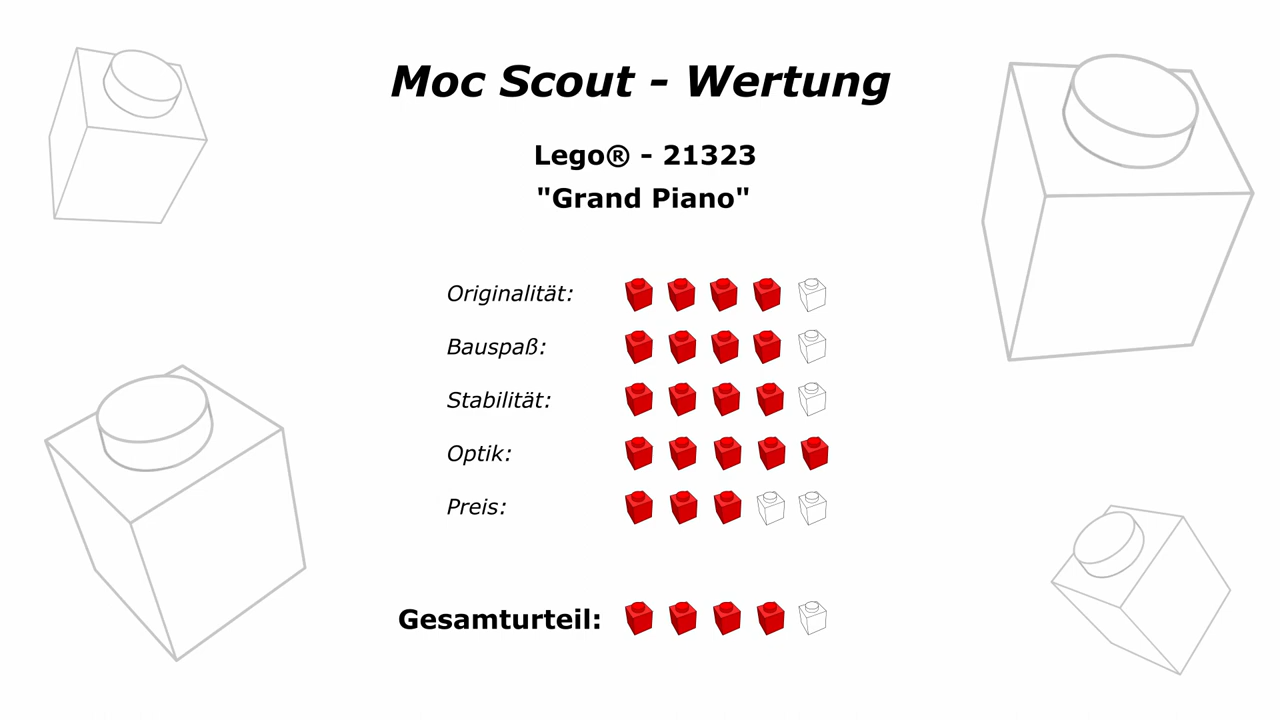 Moc Scout - Wertung
Lego® - 21323
"Grand Piano"
Originalität:
Bauspaß:
Stabilität:
Optik:
Preis:
Gesamturteil: